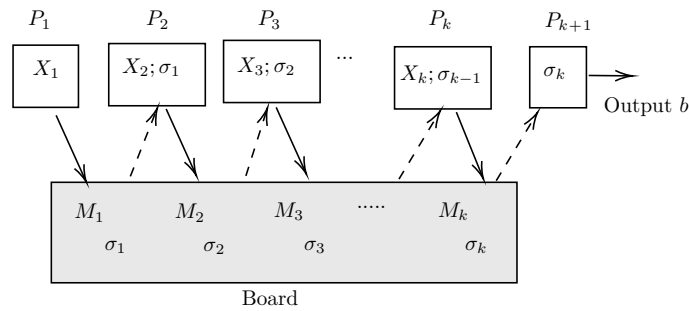 P₁ P₂ P₃ Pₖ Pₖ₊₁
X₁ X₂; σ₁ X₃; σ₂ ... Xₖ; σₖ₋₁ σₖ
Output b
M₁ M₂ M₃ ..... Mₖ
σ₁ σ₂ σ₃ σₖ
Board